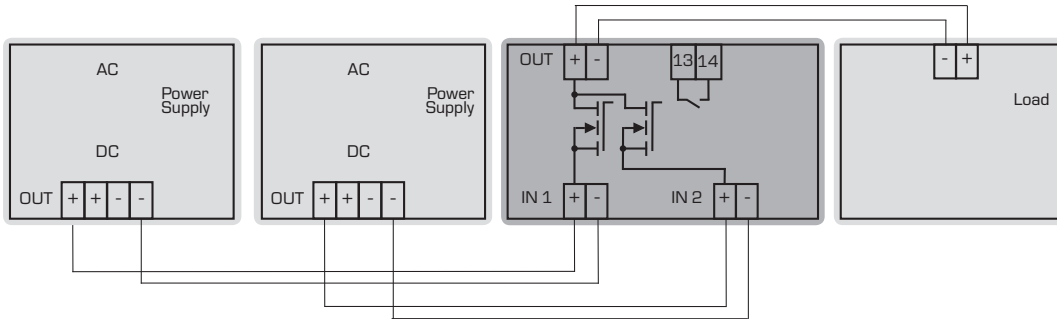 AC
Power
Supply
DC
OUT + + - -
AC
Power
Supply
DC
OUT + + - -
OUT + - 13 14
IN 1 + - IN 2 + -
- +
Load